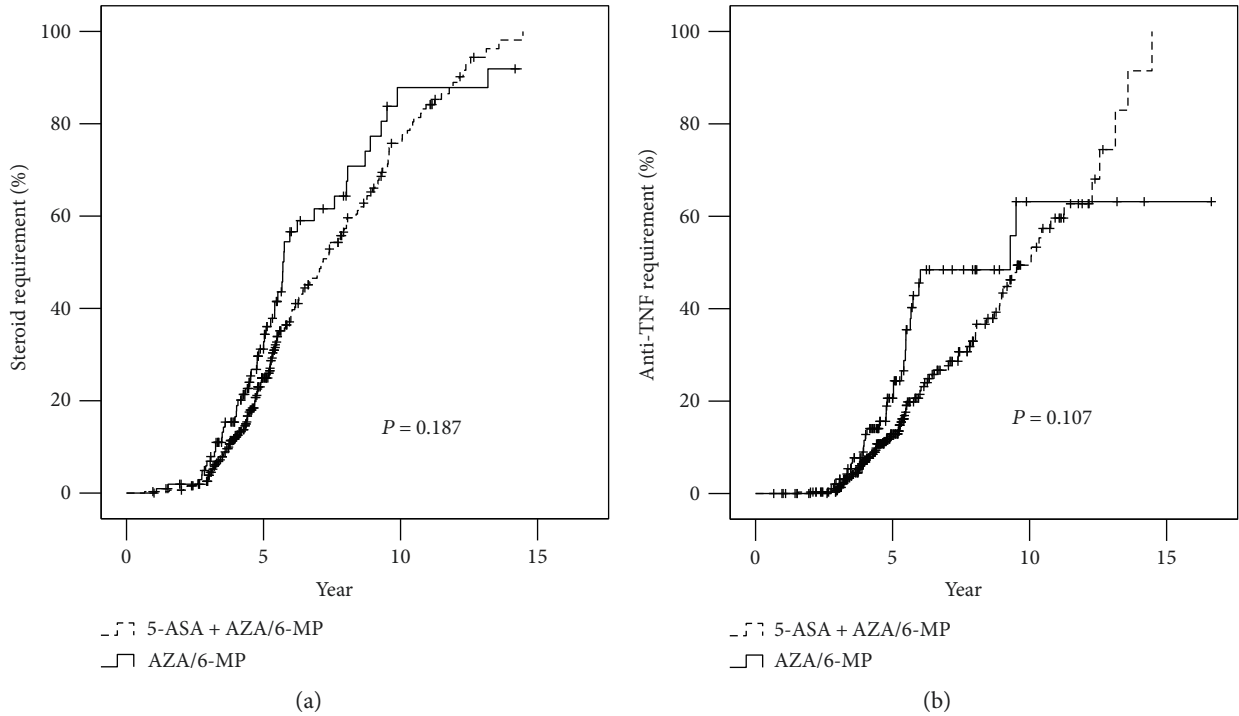 100
80
60
40
20
0
Steroid requirement (%)
P = 0.187
0 5 10 15
Year
5-ASA + AZA/6-MP
AZA/6-MP
(a)
100
80
60
40
20
0
Anti-TNF requirement (%)
P = 0.107
0 5 10 15
Year
5-ASA + AZA/6-MP
AZA/6-MP
(b)